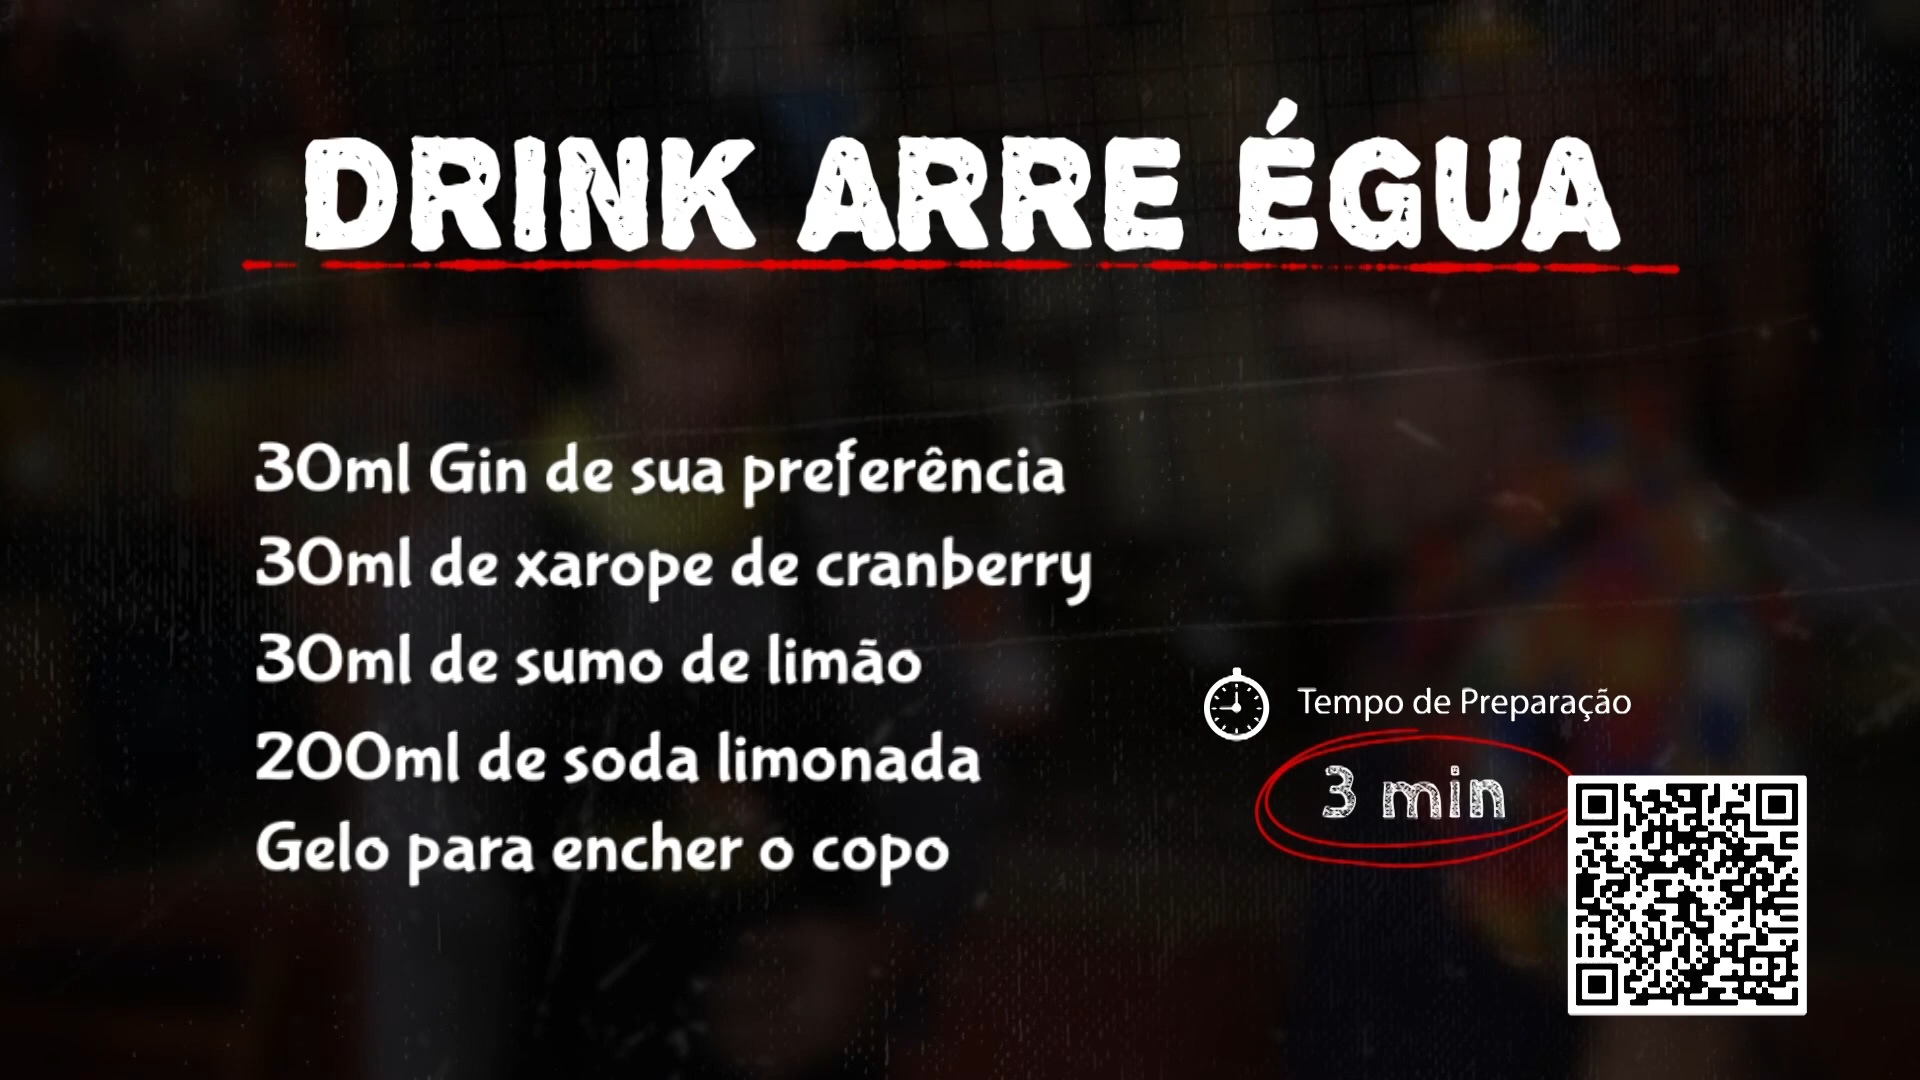 DRINK ARRE ÉGUA
30ml Gin de sua preferência
30ml de xarope de cranberry
30ml de sumo de limão
200ml de soda limonada
Gelo para encher o copo
Tempo de Preparação
3 min